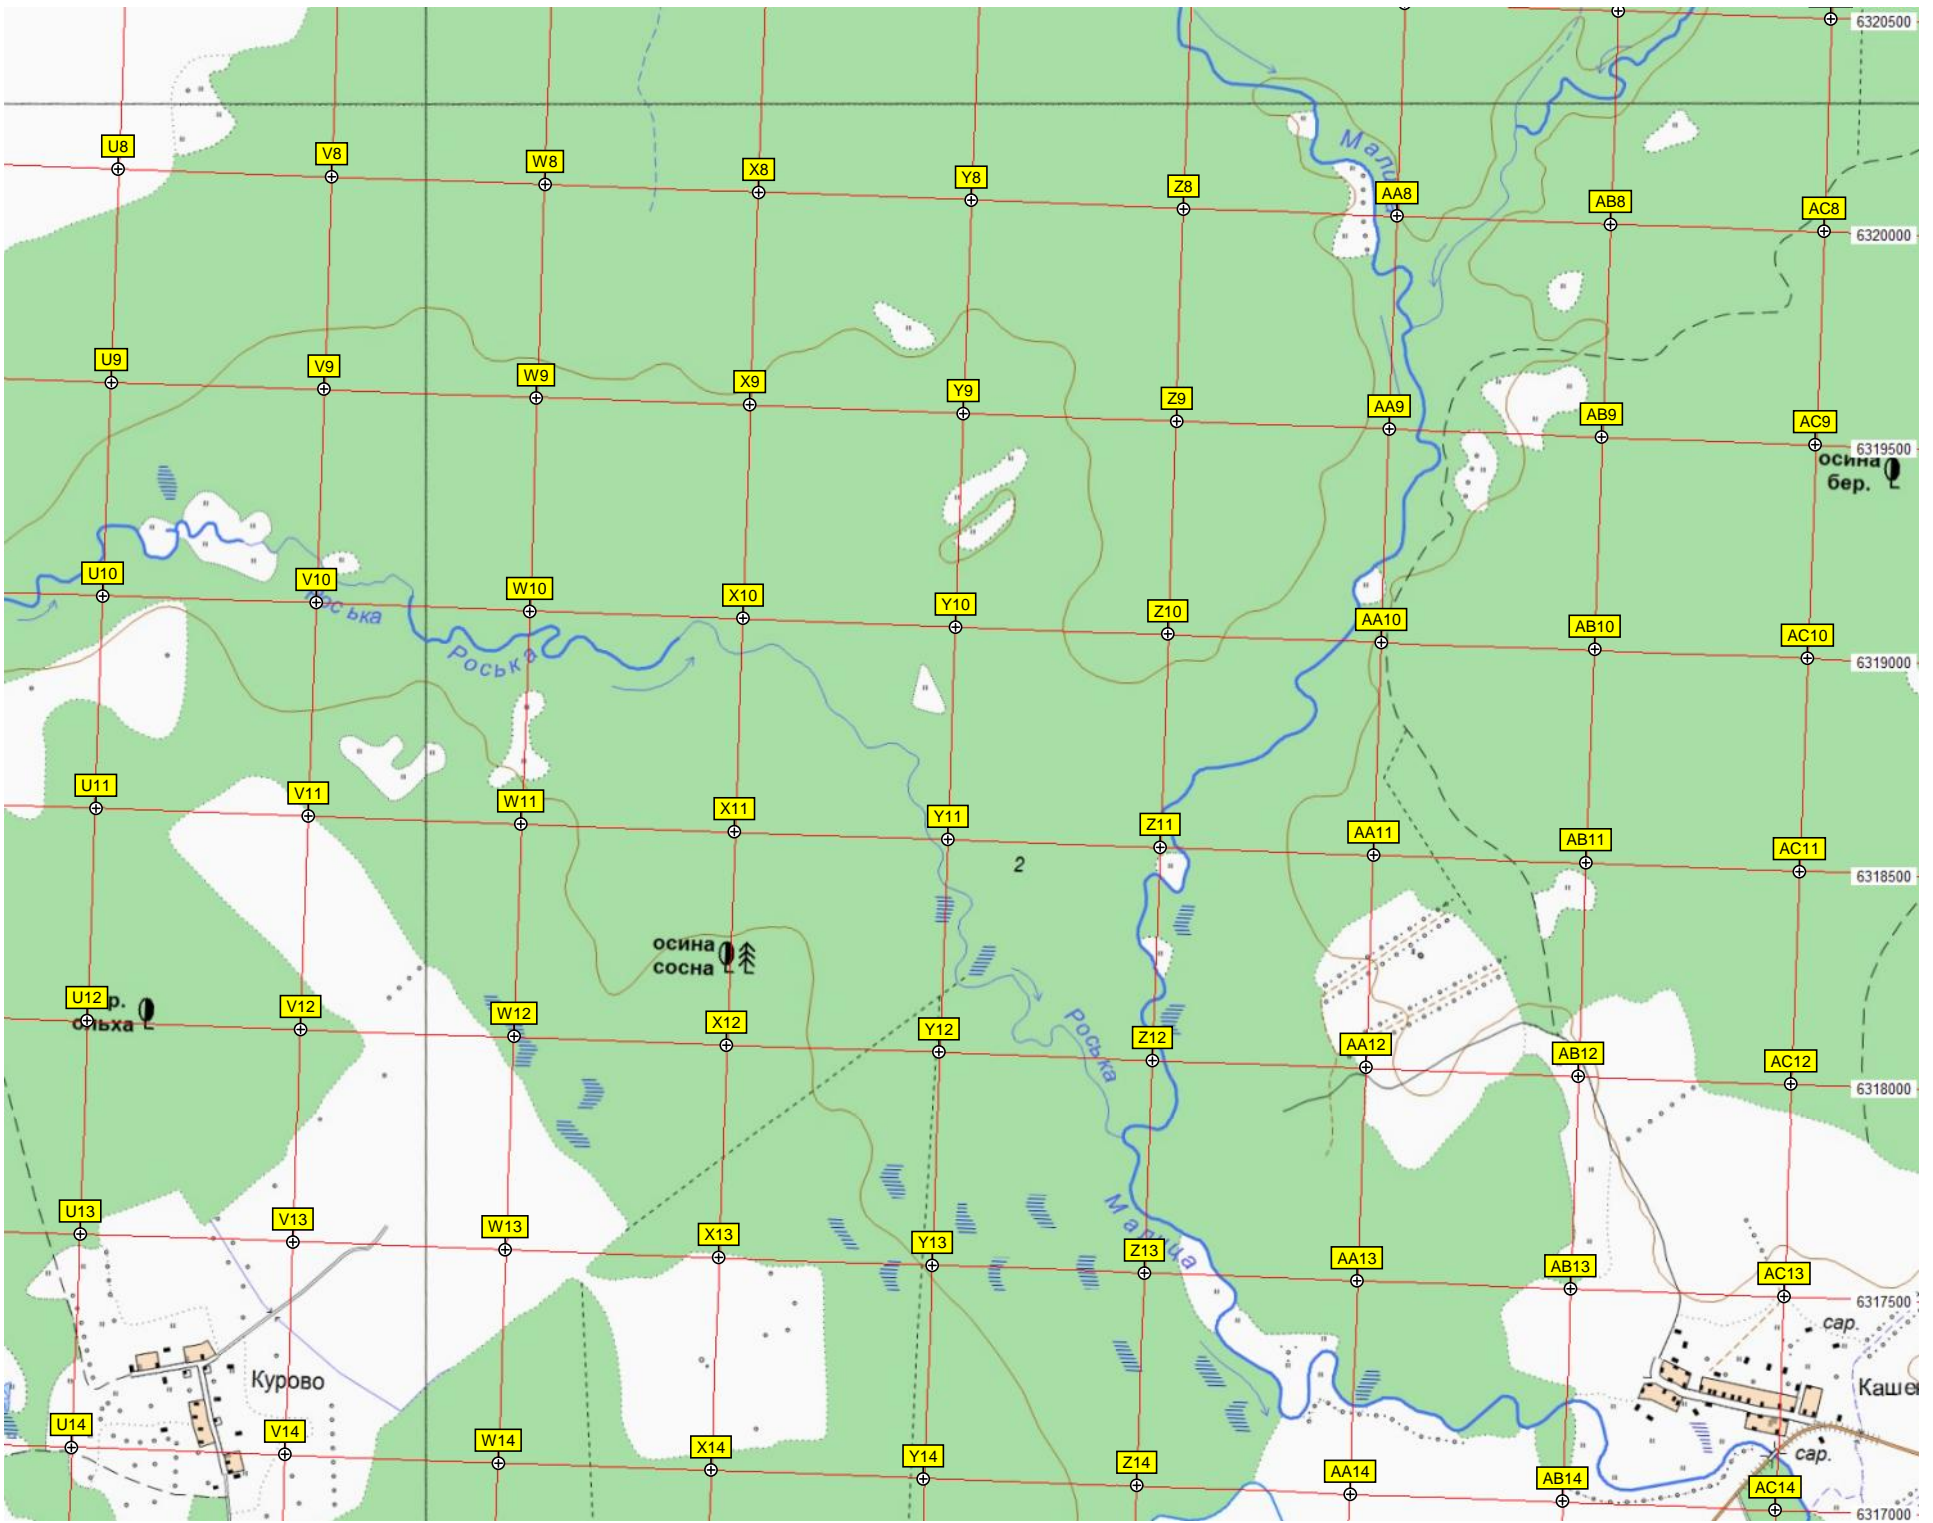 6320500
Малица
U8 V8 W8 X8 Y8 Z8 AA8 AB8 AC8
6320000
U9 V9 W9 X9 Y9 Z9 AA9 AB9 AC9
6319500
осина
бер.
U10 V10 W10 X10 Y10 Z10 AA10 AB10 AC10
Роська
Роська
6319000
U11 V11 W11 X11 Y11 Z11 AA11 AB11 AC11
2
6318500
осина
сосна
U12 V12 W12 X12 Y12 Z12 AA12 AB12 AC12
ольха
Роська
6318000
Малица
U13 V13 W13 X13 Y13 Z13 AA13 AB13 AC13
6317500
сар.
Курово
Каше
U14 V14 W14 X14 Y14 Z14 AA14 AB14 AC14
сар.
6317000